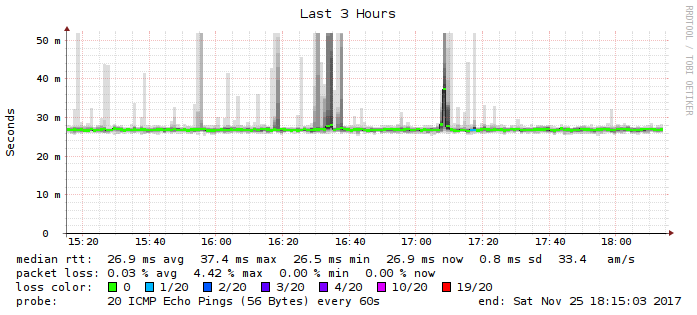 Last 3 Hours
RRDTOOL / TOBI OETIKER
Seconds
50 m
40 m
30 m
20 m
10 m
0
15:20 15:40 16:00 16:20 16:40 17:00 17:20 17:40 18:00
median rtt: 26.9 ms avg 37.4 ms max 26.5 ms min 26.9 ms now 0.8 ms sd 33.4 am/s
packet loss: 0.03 % avg 4.42 % max 0.00 % min 0.00 % now
loss color: 0 1/20 2/20 3/20 4/20 10/20 19/20
probe: 20 ICMP Echo Pings (56 Bytes) every 60s end: Sat Nov 25 18:15:03 2017